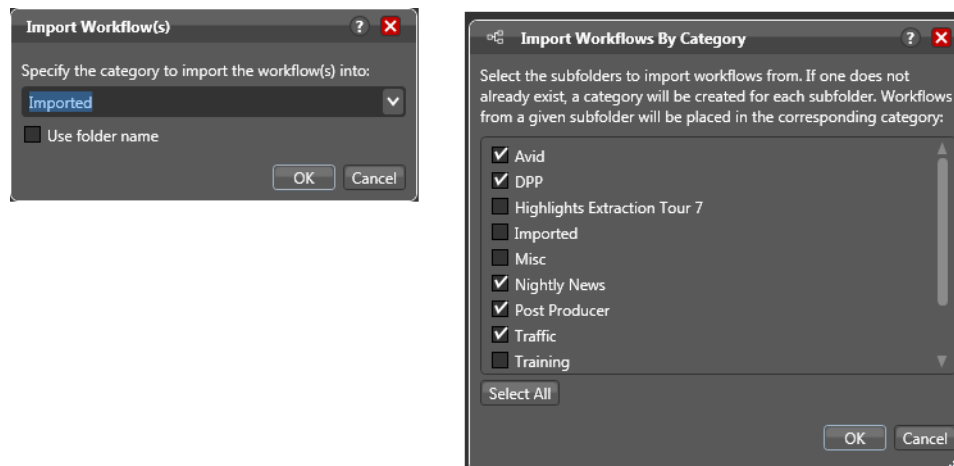 Import Workflow(s)
?
Specify the category to import the workflow(s) into:
Imported
Use folder name
OK
Cancel
Import Workflows By Category
?
Select the subfolders to import workflows from. If one does not
already exist, a category will be created for each subfolder. Workflows
from a given subfolder will be placed in the corresponding category:
Avid
DPP
Highlights Extraction Tour 7
Imported
Misc
Nightly News
Post Producer
Traffic
Training
Select All
OK
Cancel